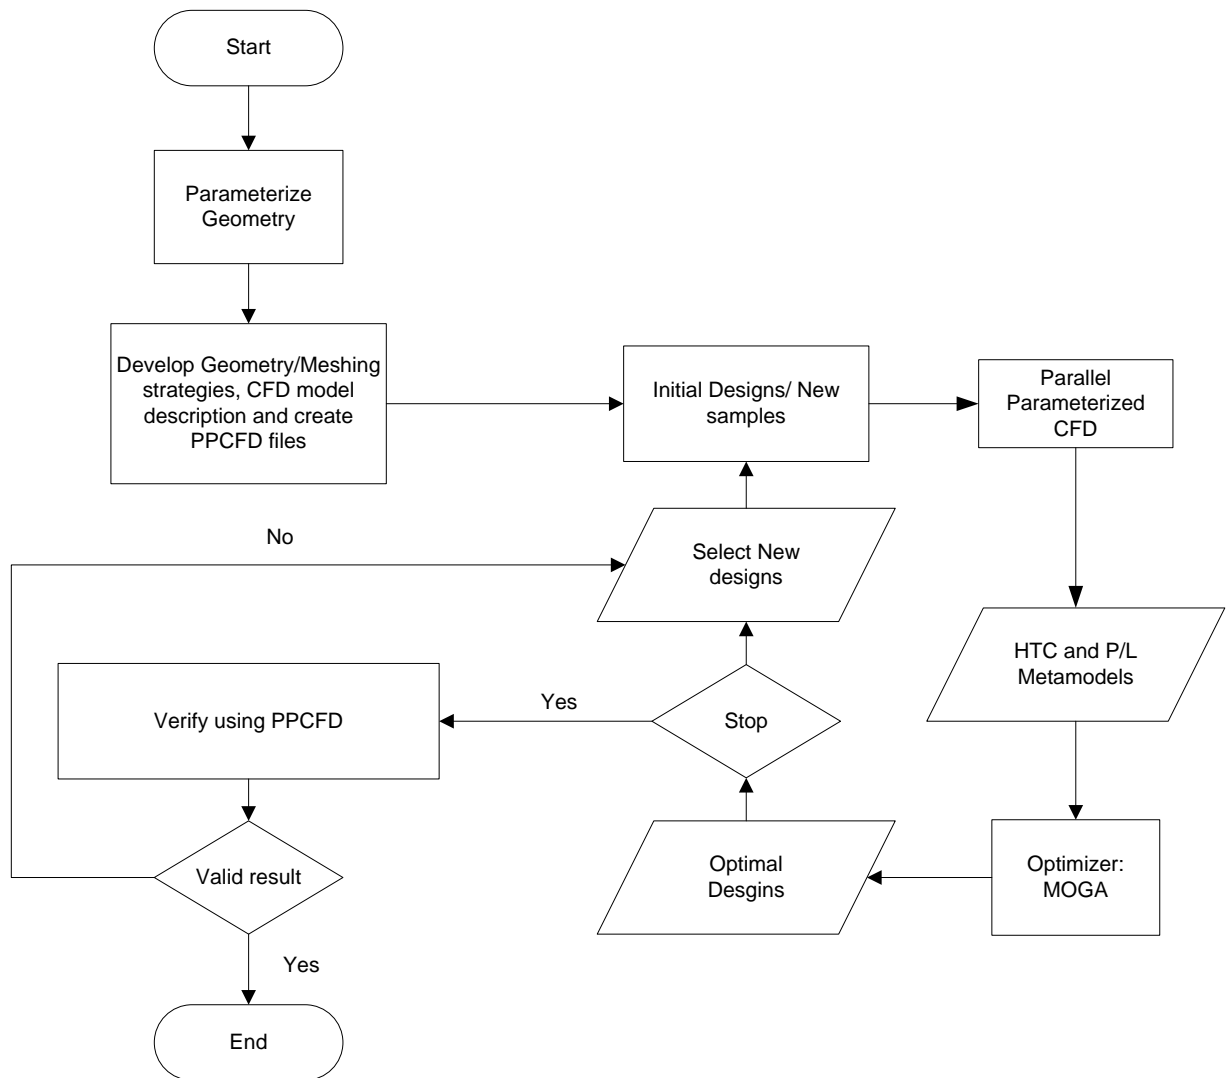 Start
Parameterize
Geometry
Develop Geometry/Meshing
strategies, CFD model
description and create
PPCFD files
Initial Designs/ New
samples
Parallel
Parameterized
CFD
No
Select New
designs
HTC and P/L
Metamodels
Verify using PPCFD
Yes
Stop
Valid result
Optimal
Desgins
Optimizer:
MOGA
Yes
End